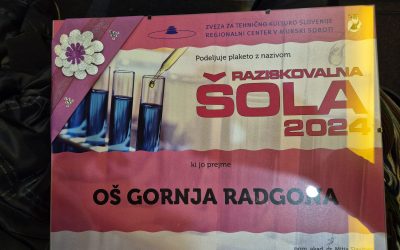 ZVEZA ZA TEHNIČNO KULTURO SLOVENIJE
REGIONALNI CENTER V MURSKI SOBOTI
Podeljuje plaketo z nazivom
RAZISKOVALNA
ŠOLA
2024
ki jo prejme
OŠ GORNJA RADGONA